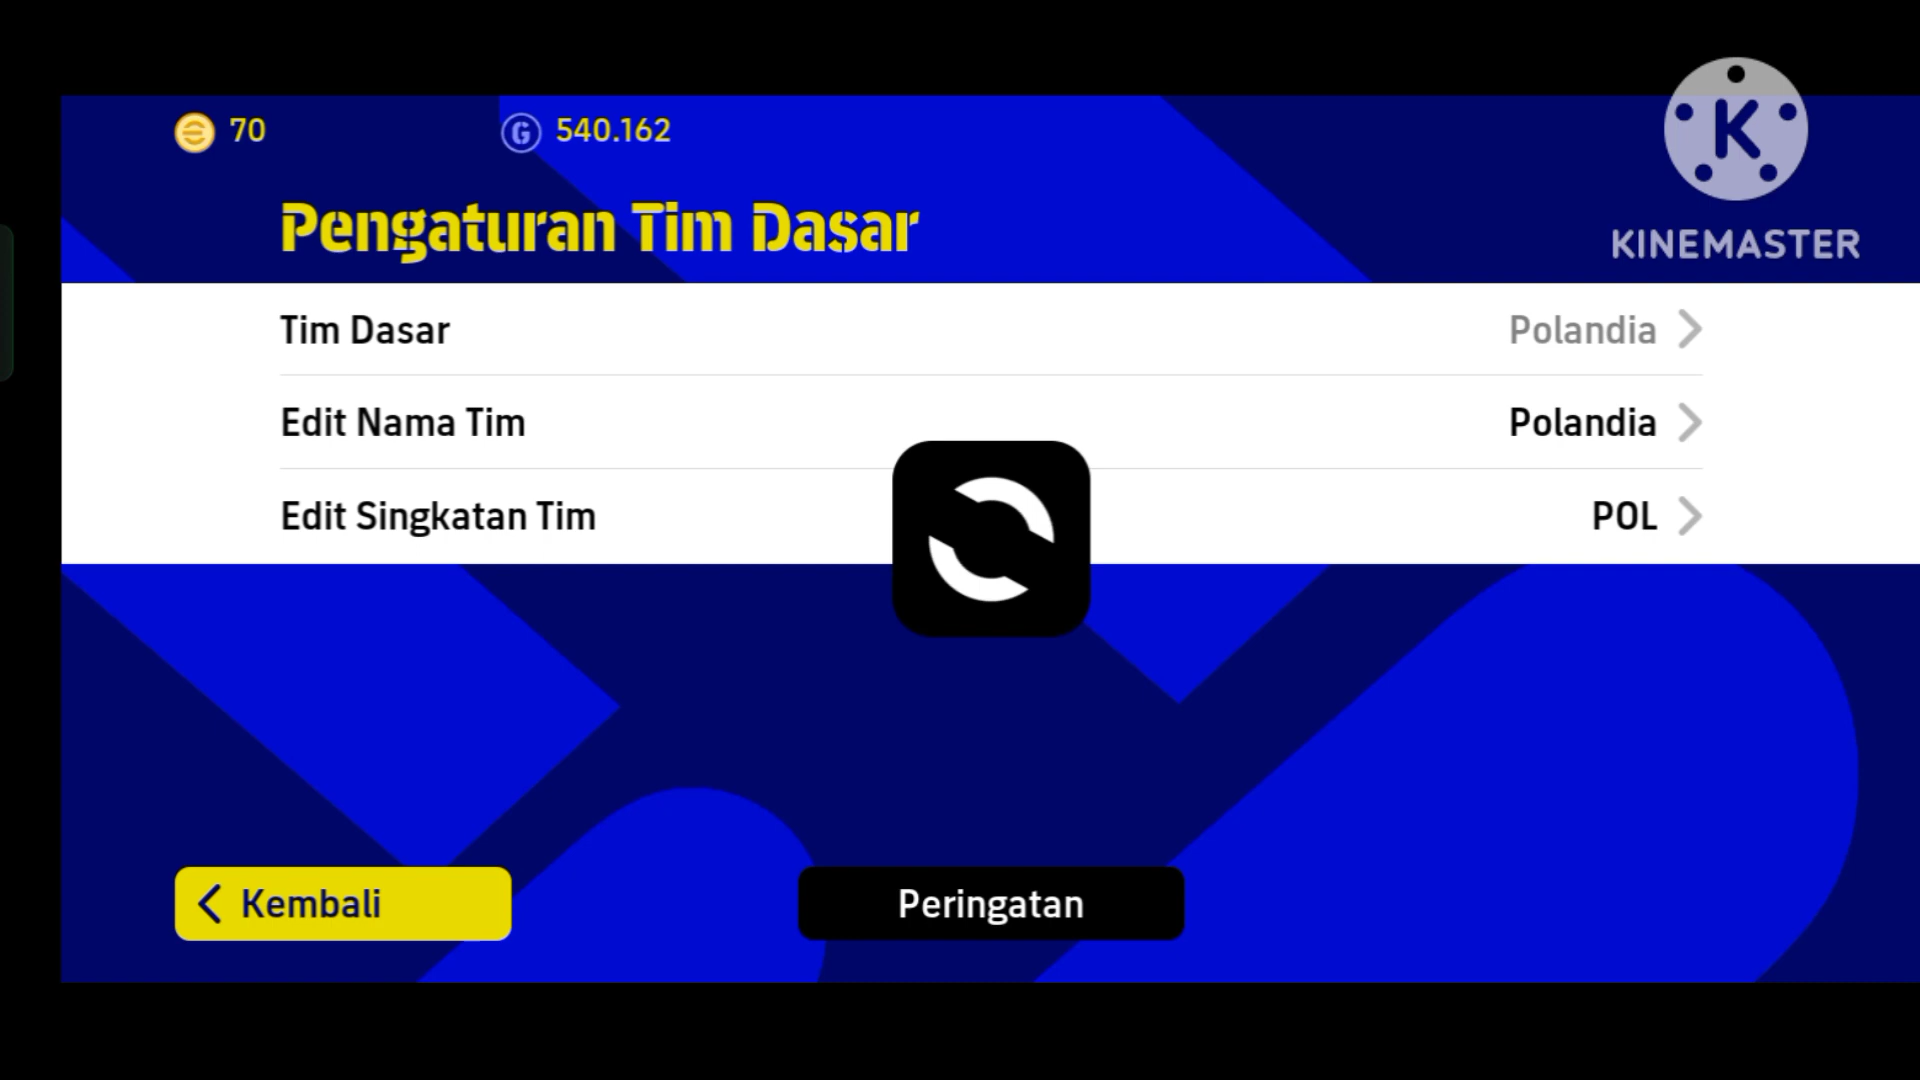 70
540.162
Pengaturan Tim Dasar
KINEMASTER
Tim Dasar Polandia
Edit Nama Tim Polandia
Edit Singkatan Tim POL
Kembali
Peringatan